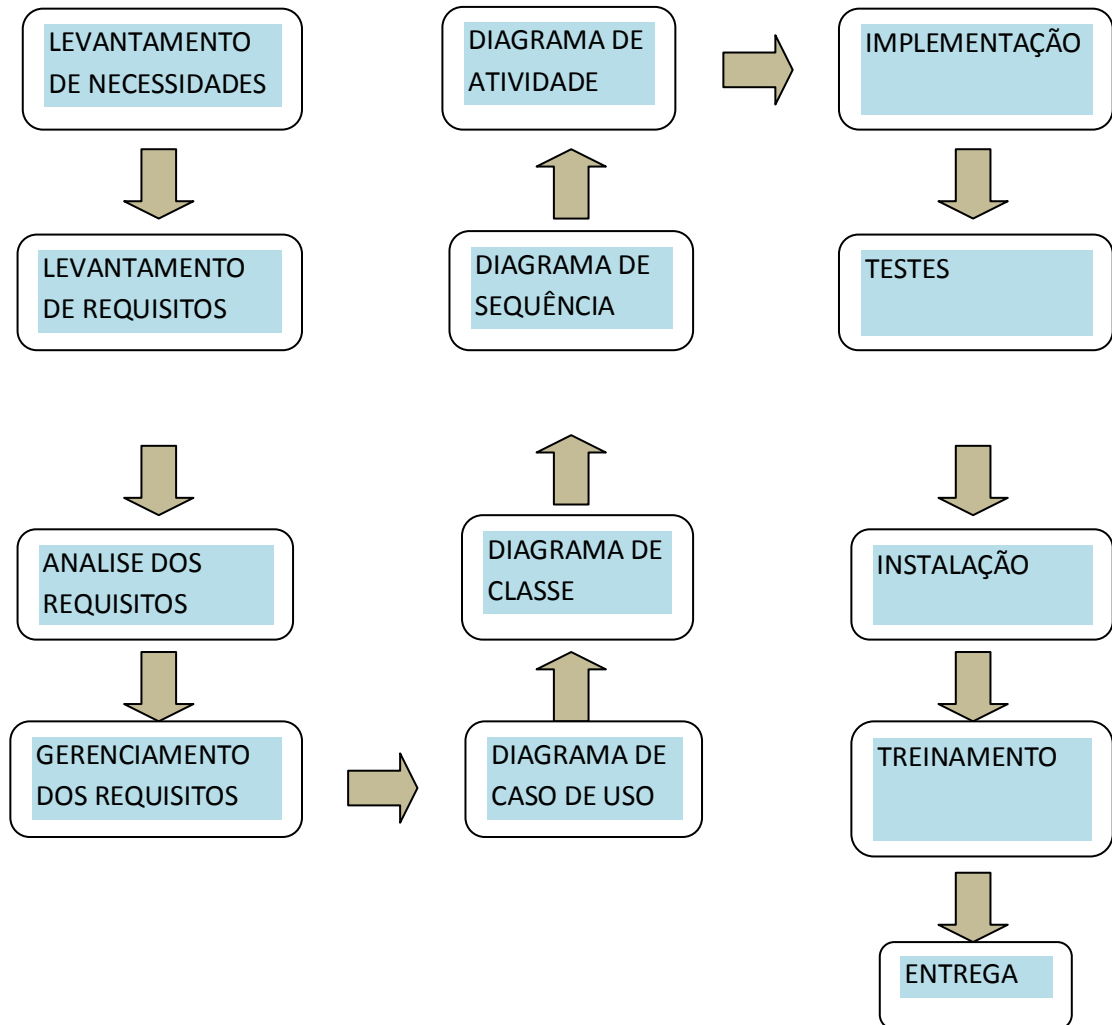 LEVANTAMENTO
DE NECESSIDADES
LEVANTAMENTO
DE REQUISITOS
ANALISE DOS
REQUISITOS
GERENCIAMENTO
DOS REQUISITOS
DIAGRAMA DE
CASO DE USO
DIAGRAMA DE
CLASSE
DIAGRAMA DE
SEQUÊNCIA
DIAGRAMA DE
ATIVIDADE
IMPLEMENTAÇÃO
TESTES
INSTALAÇÃO
TREINAMENTO
ENTREGA